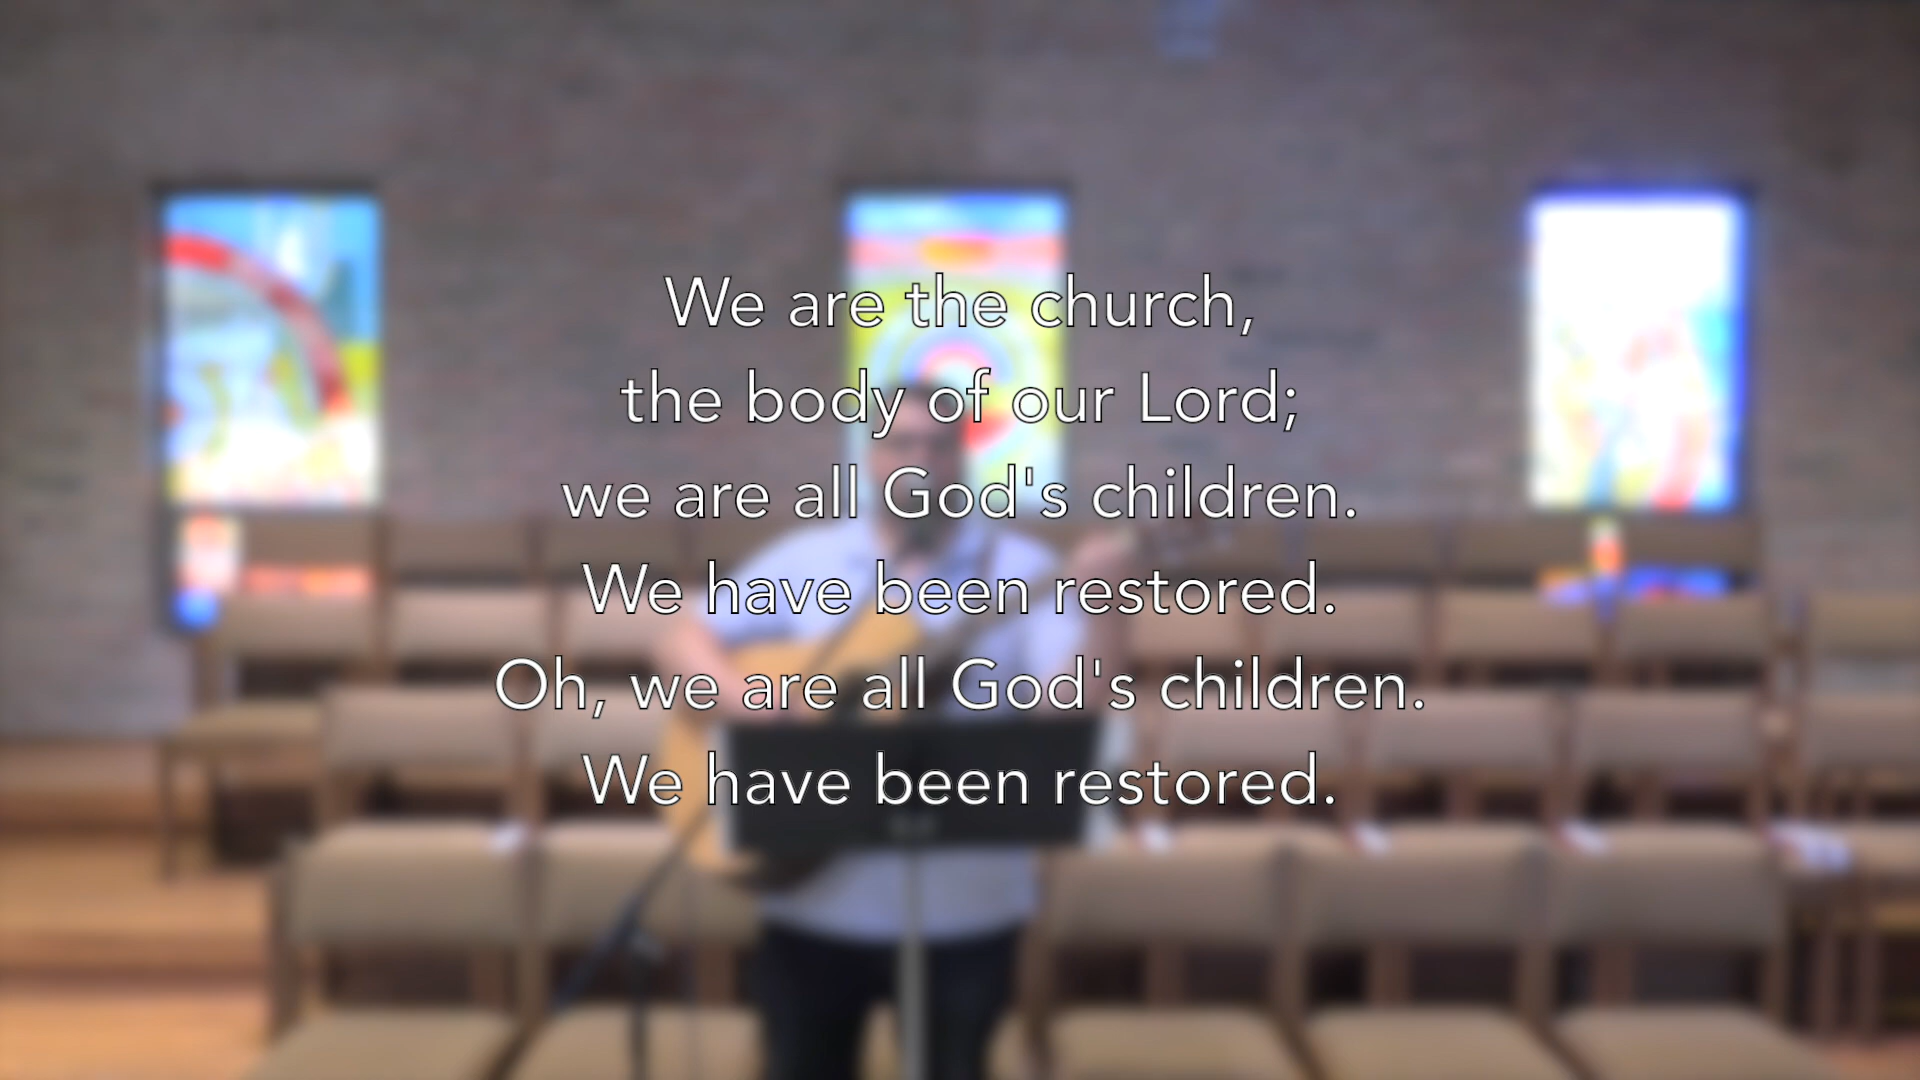 We are the church,
the body of our Lord;
we are all God's children.
We have been restored.
Oh, we are all God's children.
We have been restored.